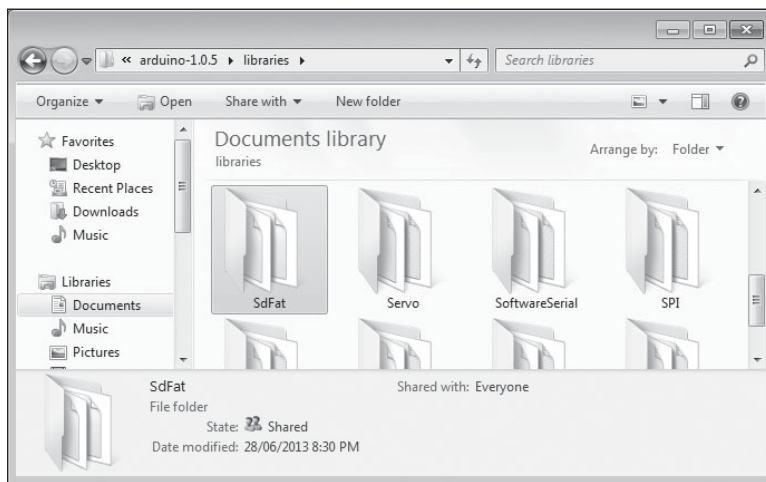 « arduino-1.0.5 ▸ libraries ▸
Search libraries
Organize ▼ Open Share with ▼ New folder
Favorites
Desktop
Recent Places
Downloads
Music
Libraries
Documents
Music
Pictures
Documents library
libraries
Arrange by: Folder ▼
SdFat
Servo
SoftwareSerial
SPI
SdFat
File folder
State: Shared
Date modified: 28/06/2013 8:30 PM
Shared with: Everyone